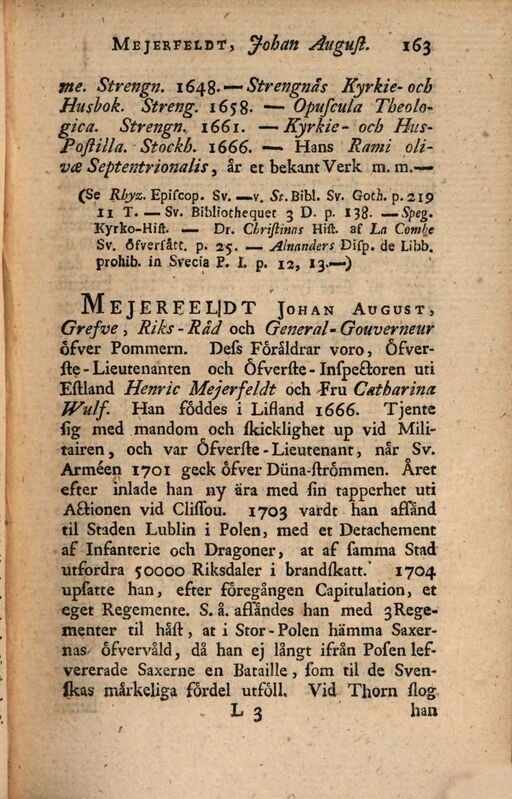 MEJERFELDT, Johan Auguſt. 163
me. Strengn. 1648.— Strengnäs Kyrkie- och
Husbok. Streng. 1658. — Opuſcula Theolo-
gica. Strengn. 1661. — Kyrkie- och Hus-
Poſtilla. Stockh. 1666. — Hans Rami oli-
væ Septentrionalis, år et bekant Verk m. m.—
(Se Rhyz. Epiſcop. Sv. —v. St. Bibl. Sv. Goth. p. 219
11 T. — Sv. Bibliothequet 3 D. p. 138. — Speg.
Kyrko-Hiſt. — Dr. Chriſtinas Hiſt. af La Combe
Sv. öfverſått. p. 25. — Alnanders Diſp. de Libb.
prohib. in Svecia P. I. p. 12, 13.—)
MEJEREEL|DT JOHAN AUGUST,
Grefve, Riks-Råd och General-Gouverneur
öfver Pommern. Deſs Föråldrar voro, Öfver-
ſte-Lieutenanten och Öfverſte-Inſpectoren uti
Eſtland Henric Mejerfeldt och Fru Catharina
Wulf. Han föddes i Lifland 1666. Tjente
ſig med mandom och ſkicklighet up vid Mili-
tairen, och var Öfverſte-Lieutenant, når Sv.
Arméen 1701 geck öfver Düna-ſtrömmen. Året
efter inlade han ny ära med ſin tapperhet uti
Actionen vid Cliſſou. 1703 vardt han afſånd
til Staden Lublin i Polen, med et Detachement
af Infanterie och Dragoner, at af ſamma Stad
utfordra 50000 Riksdaler i brandſkatt. 1704
upſatte han, efter föregången Capitulation, et
eget Regemente. S. å. afſåndes han med 3 Rege-
menter til håſt, at i Stor-Polen hämma Saxer-
nas öfvervåld, då han ej långt ifrån Poſen lef-
vererade Saxerne en Bataille, ſom til de Sven-
ſkas mårkeliga fördel utföll. Vid Thorn ſlog
L 3 han